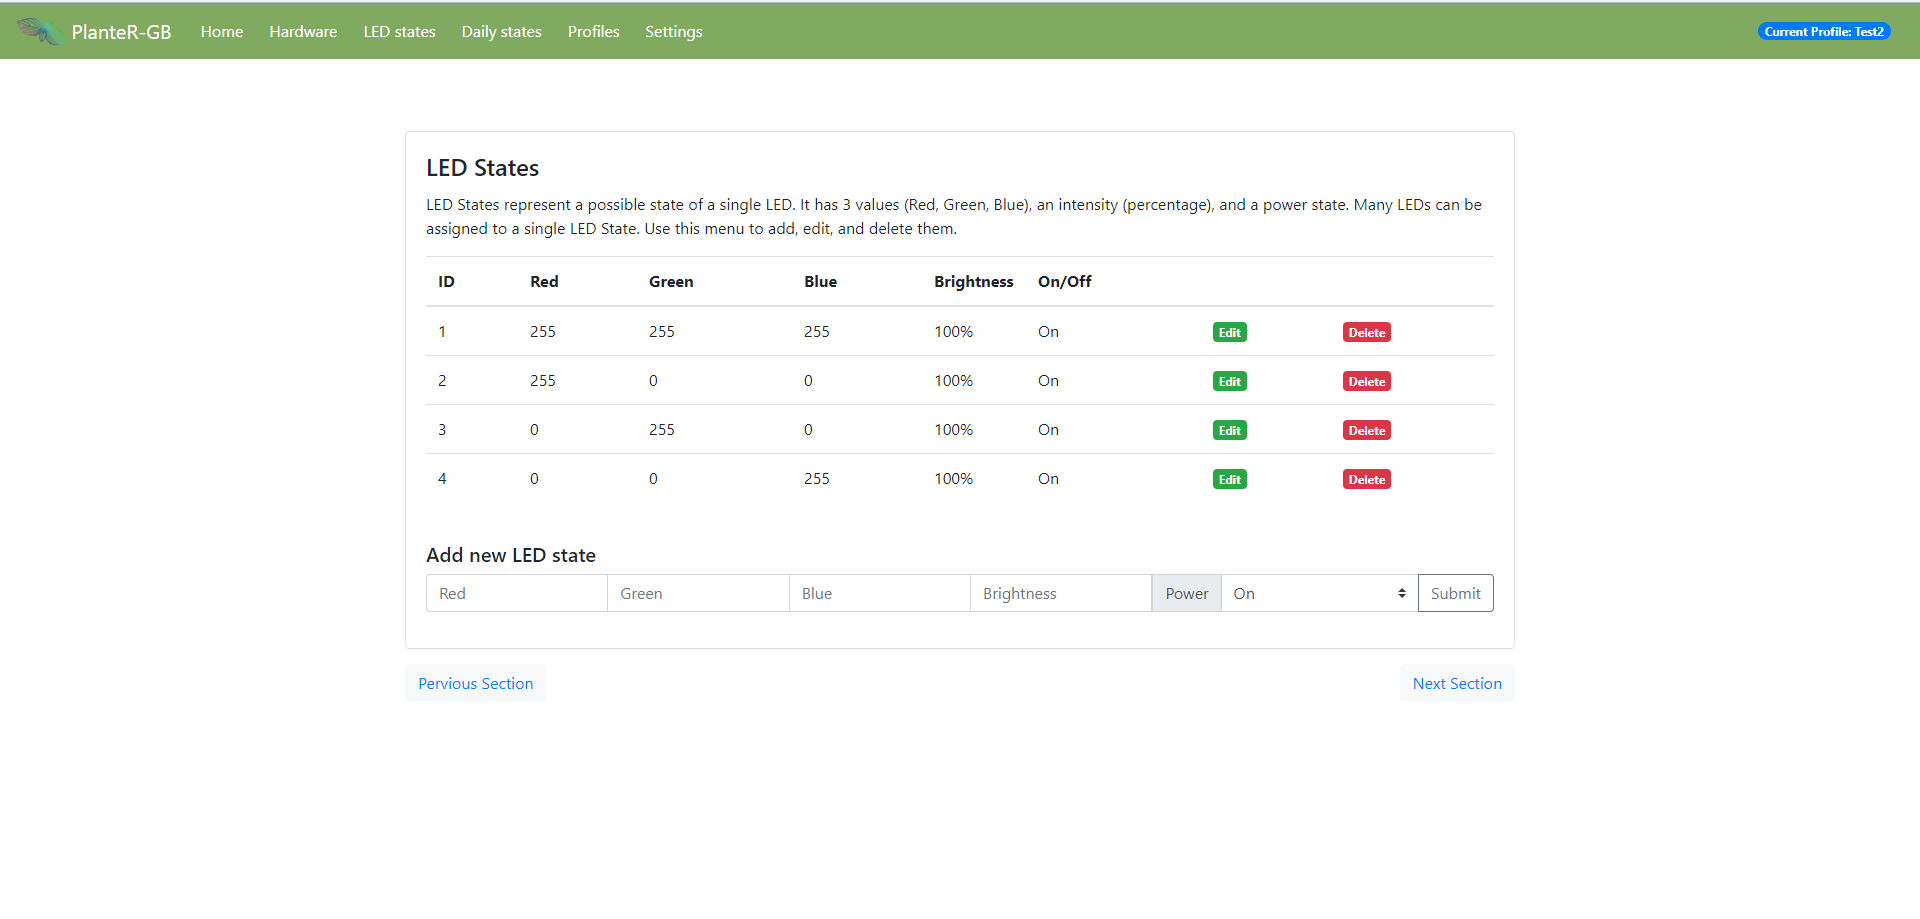 PlanteR-GB Home Hardware LED states Daily states Profiles Settings Current Profile: Test2
LED States
LED States represent a possible state of a single LED. It has 3 values (Red, Green, Blue), an intensity (percentage), and a power state. Many LEDs can be
assigned to a single LED State. Use this menu to add, edit, and delete them.
ID Red Green Blue Brightness On/Off
1 255 255 255 100% On Edit Delete
2 255 0 0 100% On Edit Delete
3 0 255 0 100% On Edit Delete
4 0 0 255 100% On Edit Delete
Add new LED state
Red Green Blue Brightness Power On Submit
Pervious Section Next Section